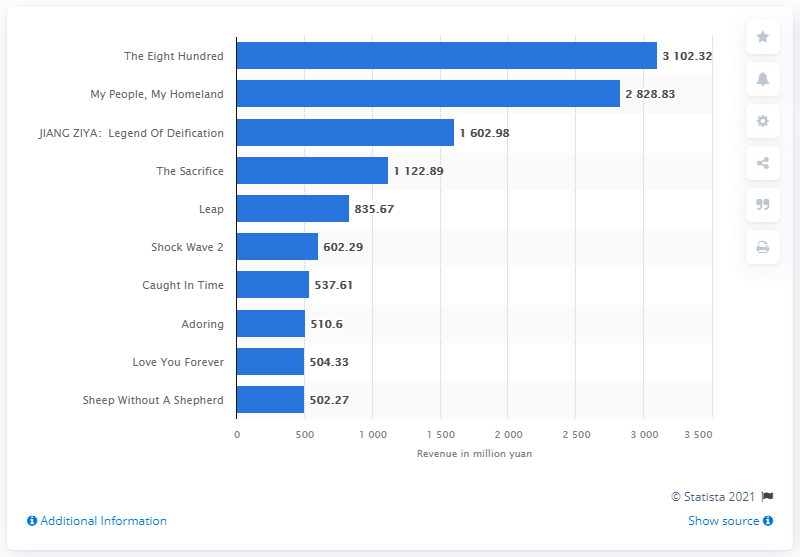 The Eight Hundred 3 102.32
My People, My Homeland 2 828.83
JIANG ZIYA： Legend Of Deification 1 602.98
The Sacrifice 1 122.89
Leap 835.67
Shock Wave 2 602.29
Caught In Time 537.61
Adoring 510.6
Love You Forever 504.33
Sheep Without A Shepherd 502.27
0 500 1 000 1 500 2 000 2 500 3 000 3 500
Revenue in million yuan
© Statista 2021
Additional Information Show source